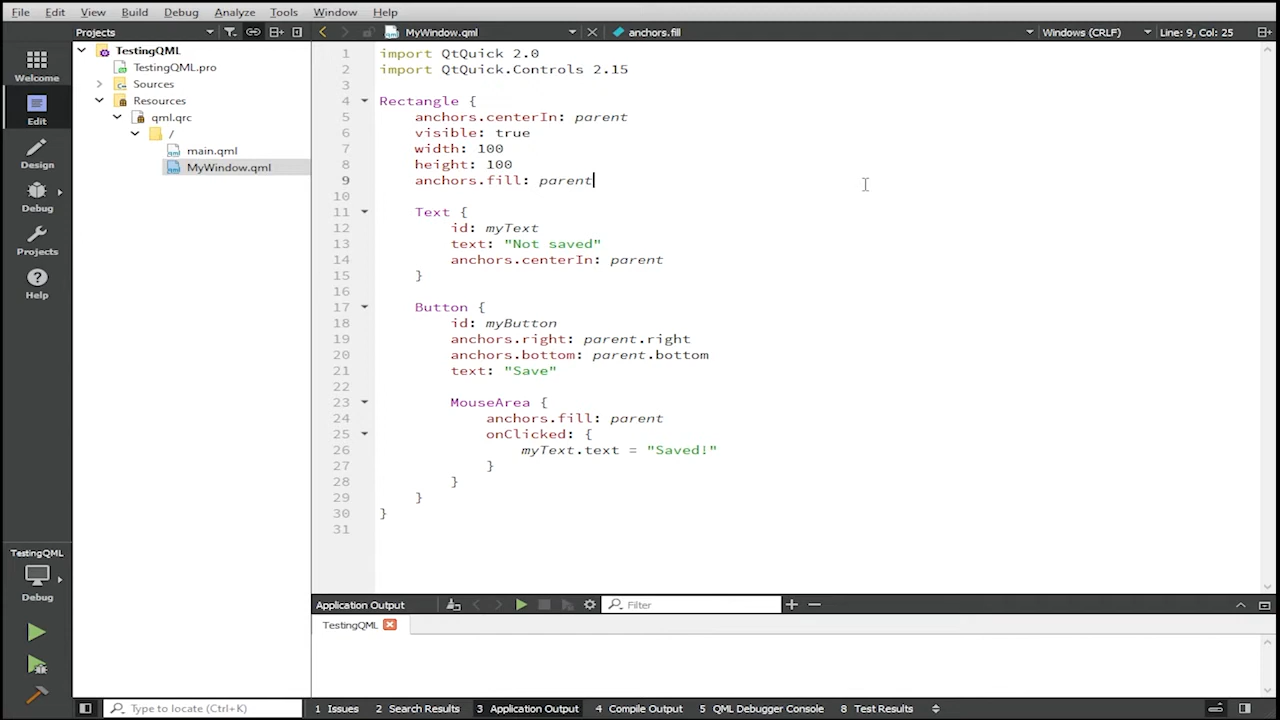 File Edit View Build Debug Analyze Tools Window Help
Projects
MyWindow.qml
anchors.fill
Windows (CRLF)
Line: 9, Col: 25
Welcome
Edit
Design
Debug
Projects
Help
TestingQML
Debug
TestingQML
TestingQML.pro
Sources
Resources
qml.qrc
/
main.qml
MyWindow.qml
1 import QtQuick 2.0
2 import QtQuick.Controls 2.15
3
4 Rectangle {
5 anchors.centerIn: parent
6 visible: true
7 width: 100
8 height: 100
9 anchors.fill: parent
10
11 Text {
12 id: myText
13 text: "Not saved"
14 anchors.centerIn: parent
15 }
16
17 Button {
18 id: myButton
19 anchors.right: parent.right
20 anchors.bottom: parent.bottom
21 text: "Save"
22
23 MouseArea {
24 anchors.fill: parent
25 onClicked: {
26 myText.text = "Saved!"
27 }
28 }
29 }
30 }
31
Application Output
Filter
TestingQML
Type to locate (Ctrl+K)
1 Issues
2 Search Results
3 Application Output
4 Compile Output
5 QML Debugger Console
8 Test Results